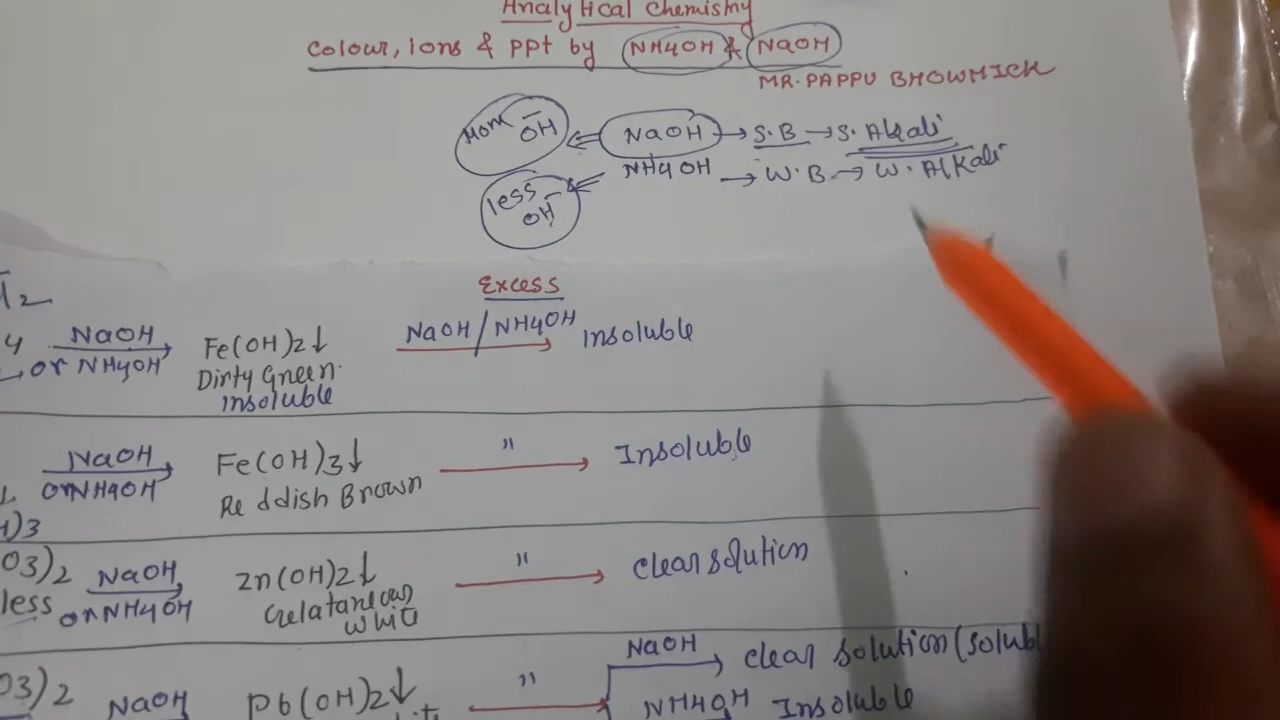 Analytical Chemistry
Colour, Ions & PPt by NH4OH & NaOH
MR. PAPPU BHOWMICK
More OH⁻ ⇐ NaOH → S.B → S. Alkali
less OH⁻ ⇐ NH4OH → W.B → W. Alkali
Excess
4 NaOH or NH4OH → Fe(OH)2↓ NaOH/NH4OH → Insoluble
Dirty Green
Insoluble
NaOH or NH4OH → Fe(OH)3↓ " → Insoluble
Reddish Brown
)3
O3)2 NaOH or NH4OH → Zn(OH)2↓ " → Clear solution
less
Gelataneous
White
O3)2 NaOH Pb(OH)2↓ " → NaOH → Clear solution (solubl
NH4OH Insoluble